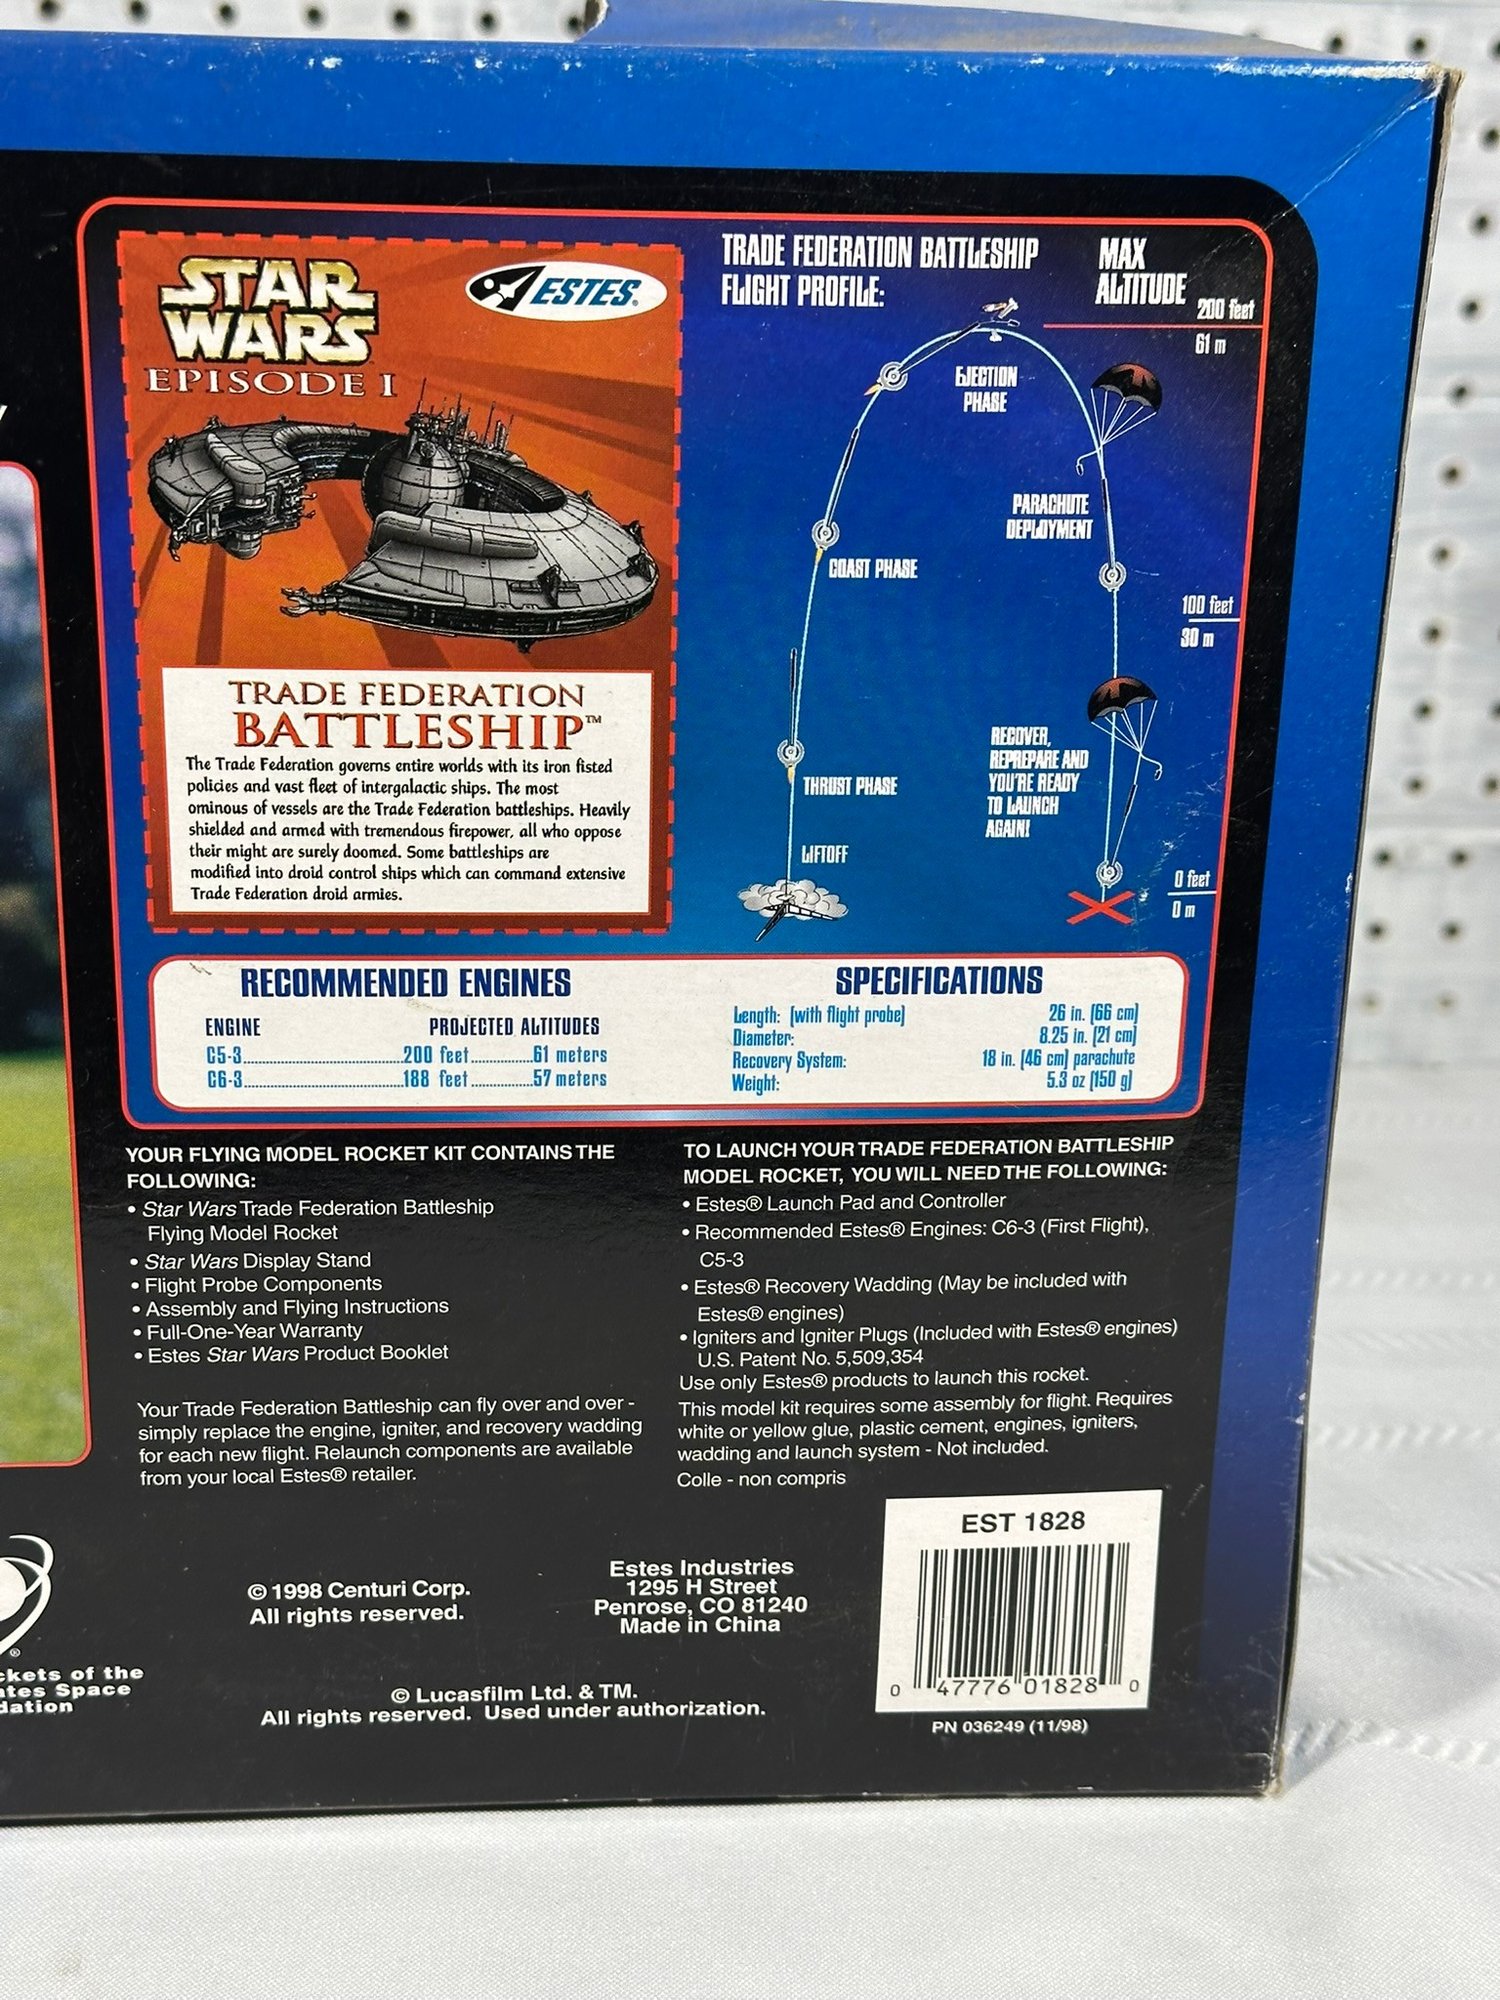 STAR
WARS
EPISODE I
ESTES®
TRADE FEDERATION
BATTLESHIP™
The Trade Federation governs entire worlds with its iron fisted
policies and vast fleet of intergalactic ships. The most
ominous of vessels are the Trade Federation battleships. Heavily
shielded and armed with tremendous firepower, all who oppose
their might are surely doomed. Some battleships are
modified into droid control ships which can command extensive
Trade Federation droid armies.
TRADE FEDERATION BATTLESHIP
FLIGHT PROFILE:
MAX
ALTITUDE
200 feet
61 m
EJECTION
PHASE
PARACHUTE
DEPLOYMENT
COAST PHASE
100 feet
30 m
RECOVER,
REPREPARE AND
YOU'RE READY
TO LAUNCH
AGAIN!
THRUST PHASE
LIFTOFF
0 feet
0 m
RECOMMENDED ENGINES
ENGINE PROJECTED ALTITUDES
C5-3..........................200 feet..............61 meters
C6-3..........................188 feet..............57 meters
SPECIFICATIONS
Length: (with flight probe) 26 in. (66 cm)
Diameter: 8.25 in. (21 cm)
Recovery System: 18 in. (46 cm) parachute
Weight: 5.3 oz (150 g)
YOUR FLYING MODEL ROCKET KIT CONTAINS THE
FOLLOWING:
• Star Wars Trade Federation Battleship
Flying Model Rocket
• Star Wars Display Stand
• Flight Probe Components
• Assembly and Flying Instructions
• Full-One-Year Warranty
• Estes Star Wars Product Booklet
Your Trade Federation Battleship can fly over and over -
simply replace the engine, igniter, and recovery wadding
for each new flight. Relaunch components are available
from your local Estes® retailer.
TO LAUNCH YOUR TRADE FEDERATION BATTLESHIP
MODEL ROCKET, YOU WILL NEED THE FOLLOWING:
• Estes® Launch Pad and Controller
• Recommended Estes® Engines: C6-3 (First Flight),
C5-3
• Estes® Recovery Wadding (May be included with
Estes® engines)
• Igniters and Igniter Plugs (Included with Estes® engines)
U.S. Patent No. 5,509,354
Use only Estes® products to launch this rocket.
This model kit requires some assembly for flight. Requires
white or yellow glue, plastic cement, engines, igniters,
wadding and launch system - Not included.
Colle - non compris
®
ckets of the
ates Space
dation
© 1998 Centuri Corp.
All rights reserved.
Estes Industries
1295 H Street
Penrose, CO 81240
Made in China
© Lucasfilm Ltd. & TM.
All rights reserved. Used under authorization.
EST 1828
0 47776 01828 0
PN 036249 (11/98)